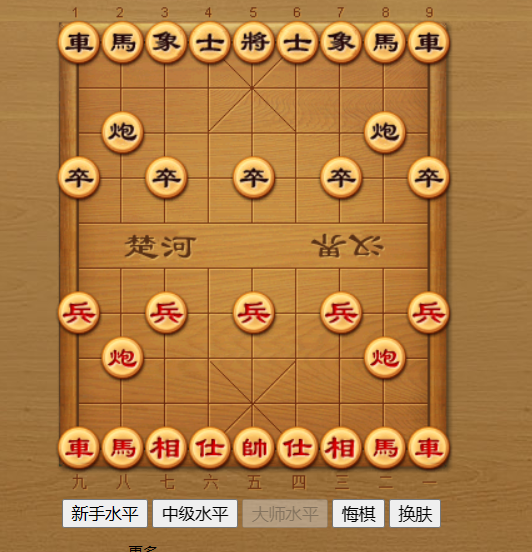 1 2 3 4 5 6 7 8 9
車 馬 象 士 將 士 象 馬 車
炮 炮
卒 卒 卒 卒 卒
楚河 汉界
兵 兵 兵 兵 兵
炮 炮
車 馬 相 仕 帥 仕 相 馬 車
九 八 七 六 五 四 三 二 一
新手水平 中级水平 大师水平 悔棋 换肤